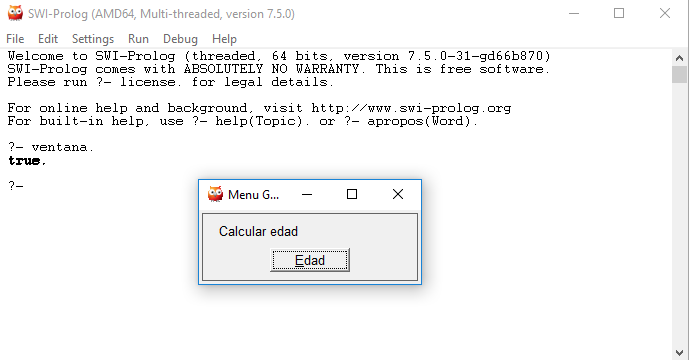 SWI-Prolog (AMD64, Multi-threaded, version 7.5.0)
File Edit Settings Run Debug Help
Welcome to SWI-Prolog (threaded, 64 bits, version 7.5.0-31-gd66b870)
SWI-Prolog comes with ABSOLUTELY NO WARRANTY. This is free software.
Please run ?- license. for legal details.
For online help and background, visit http://www.swi-prolog.org
For built-in help, use ?- help(Topic). or ?- apropos(Word).
?- ventana.
true.
?-
Menu G...
Calcular edad
Edad